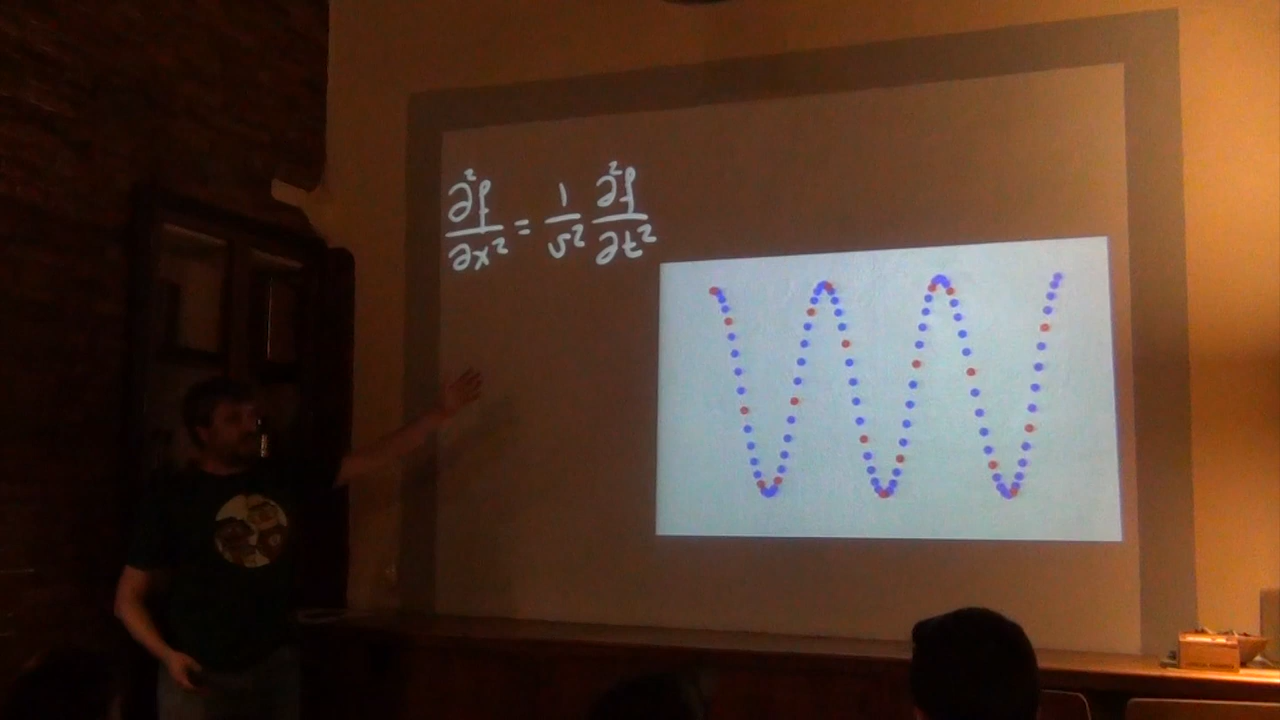 ∂²f/∂x² = 1/v² ∂²f/∂t²